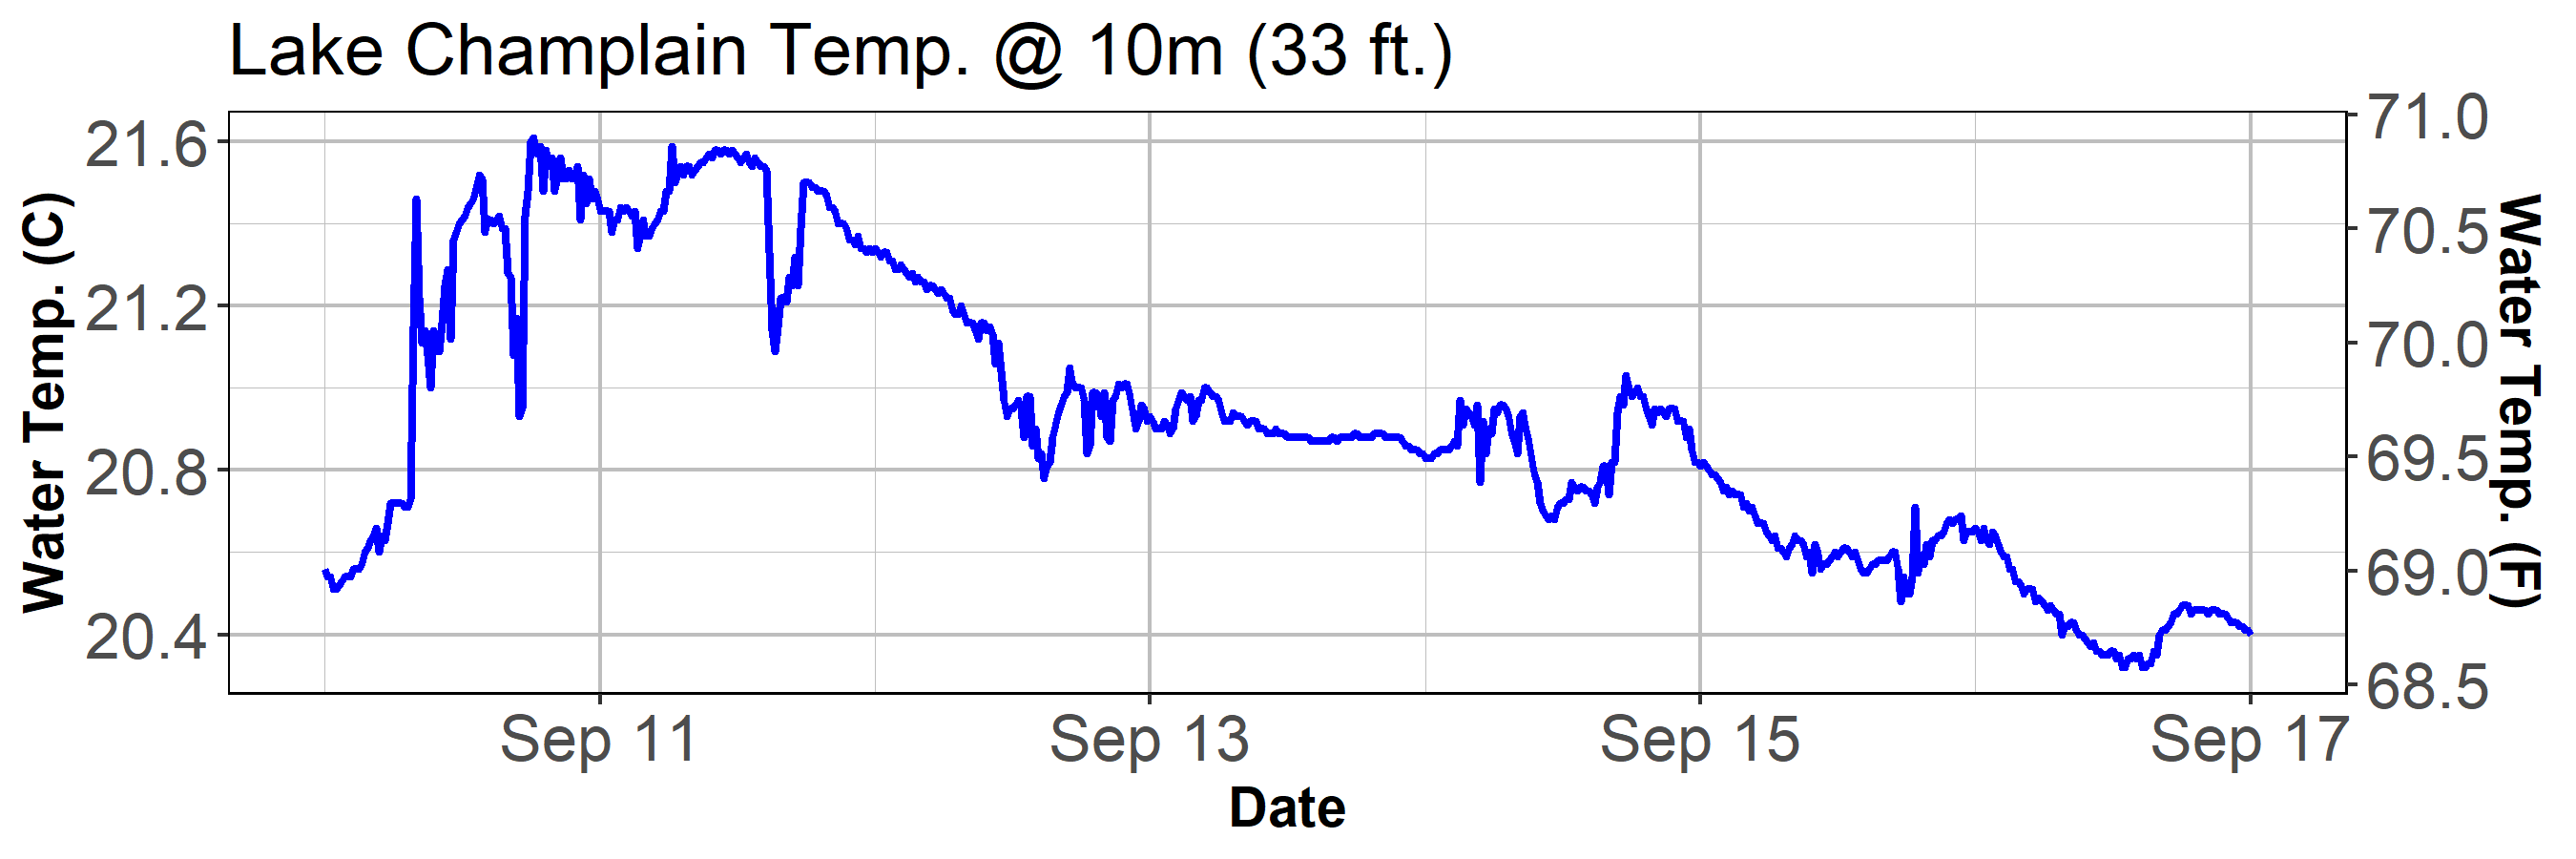 Lake Champlain Temp. @ 10m (33 ft.)
Water Temp. (C)
21.6
21.2
20.8
20.4
71.0
70.5
70.0
69.5
69.0
68.5
Water Temp. (F)
Sep 11
Sep 13
Sep 15
Sep 17
Date